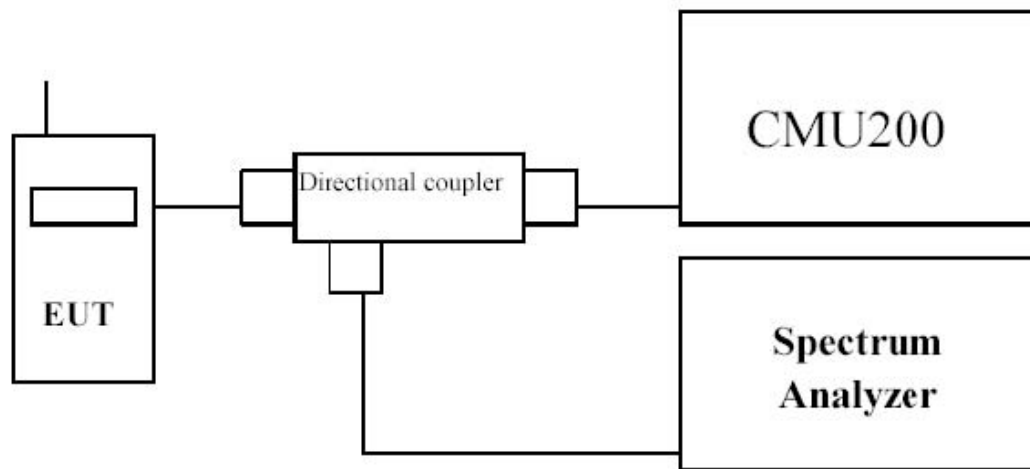 CMU200
Directional coupler
EUT
Spectrum
Analyzer